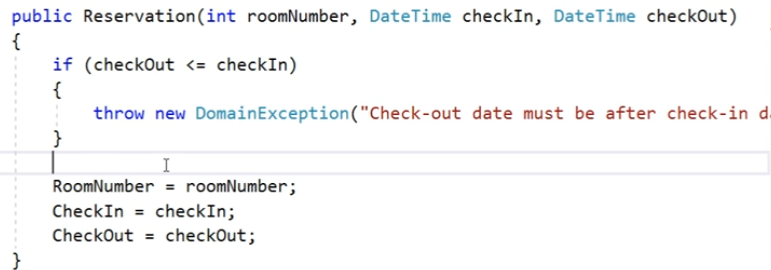 public Reservation(int roomNumber, DateTime checkIn, DateTime checkOut)
{
if (checkOut <= checkIn)
{
throw new DomainException("Check-out date must be after check-in
}
RoomNumber = roomNumber;
CheckIn = checkIn;
CheckOut = checkOut;
}